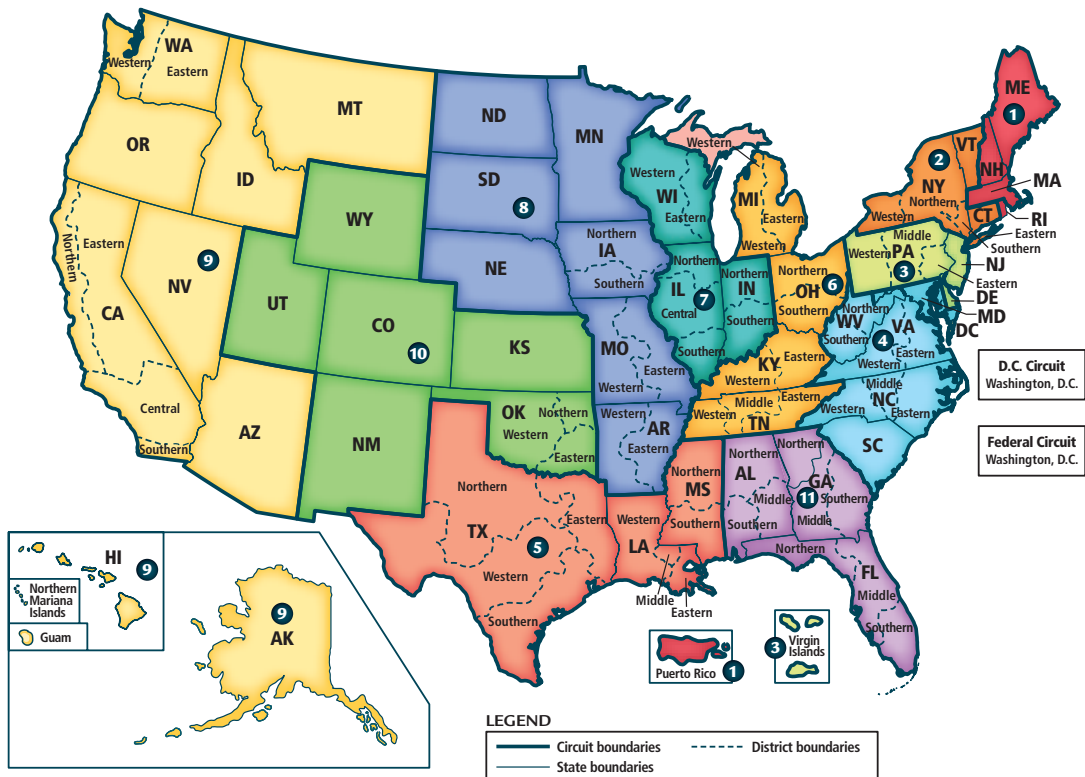 WA
Western
Eastern
MT
OR
ID
WY
NV
9
Northern
Eastern
CA
Central
Southern
UT
CO
10
AZ
NM
ND
SD
8
NE
KS
OK
Northern
Western
Eastern
MN
Northern
IA
Southern
MO
Western
Eastern
Western
AR
Eastern
Northern
TX
Eastern
5
Western
Southern
Western
LA
Middle
Eastern
Northern
MS
Southern
Western
WI
Eastern
Northern
IL
7
Central
Southern
Northern
IN
Southern
Western
MI
Eastern
Western
Northern
6
OH
Southern
KY
Eastern
Western
Middle
Eastern
Western
TN
Northern
AL
Middle
Southern
Northern
GA
11
Southern
Middle
Northern
FL
Middle
Southern
ME
1
VT
NH
2
NY
Northern
Western
MA
CT
RI
Eastern
Southern
Middle
Western
PA
3
NJ
Eastern
DE
MD
DC
Northern
WV
Southern
VA
4
Eastern
Western
Middle
NC
Western
Eastern
SC
D.C. Circuit
Washington, D.C.
Federal Circuit
Washington, D.C.
HI
9
Northern
Mariana
Islands
Guam
9
AK
Puerto Rico
1
3
Virgin
Islands
LEGEND
Circuit boundaries
District boundaries
State boundaries